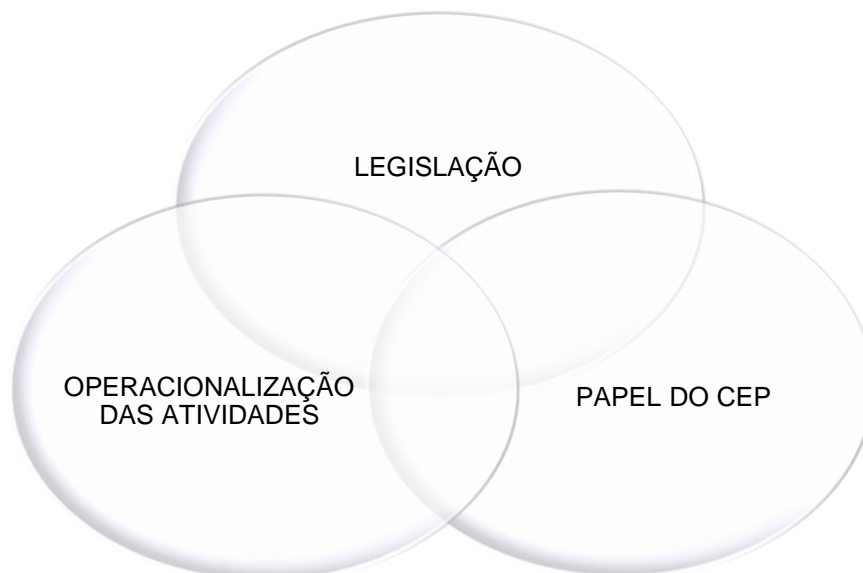 LEGISLAÇÃO
OPERACIONALIZAÇÃO
DAS ATIVIDADES
PAPEL DO CEP